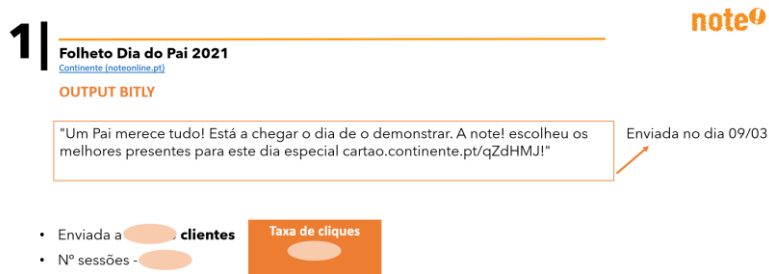 note!
1
Folheto Dia do Pai 2021
Continente (noteonline.pt)
OUTPUT BITLY
"Um Pai merece tudo! Está a chegar o dia de o demonstrar. A note! escolheu os
melhores presentes para este dia especial cartao.continente.pt/qZdHMJ!"
Enviada no dia 09/03
• Enviada a clientes
Taxa de cliques
• Nº sessões -